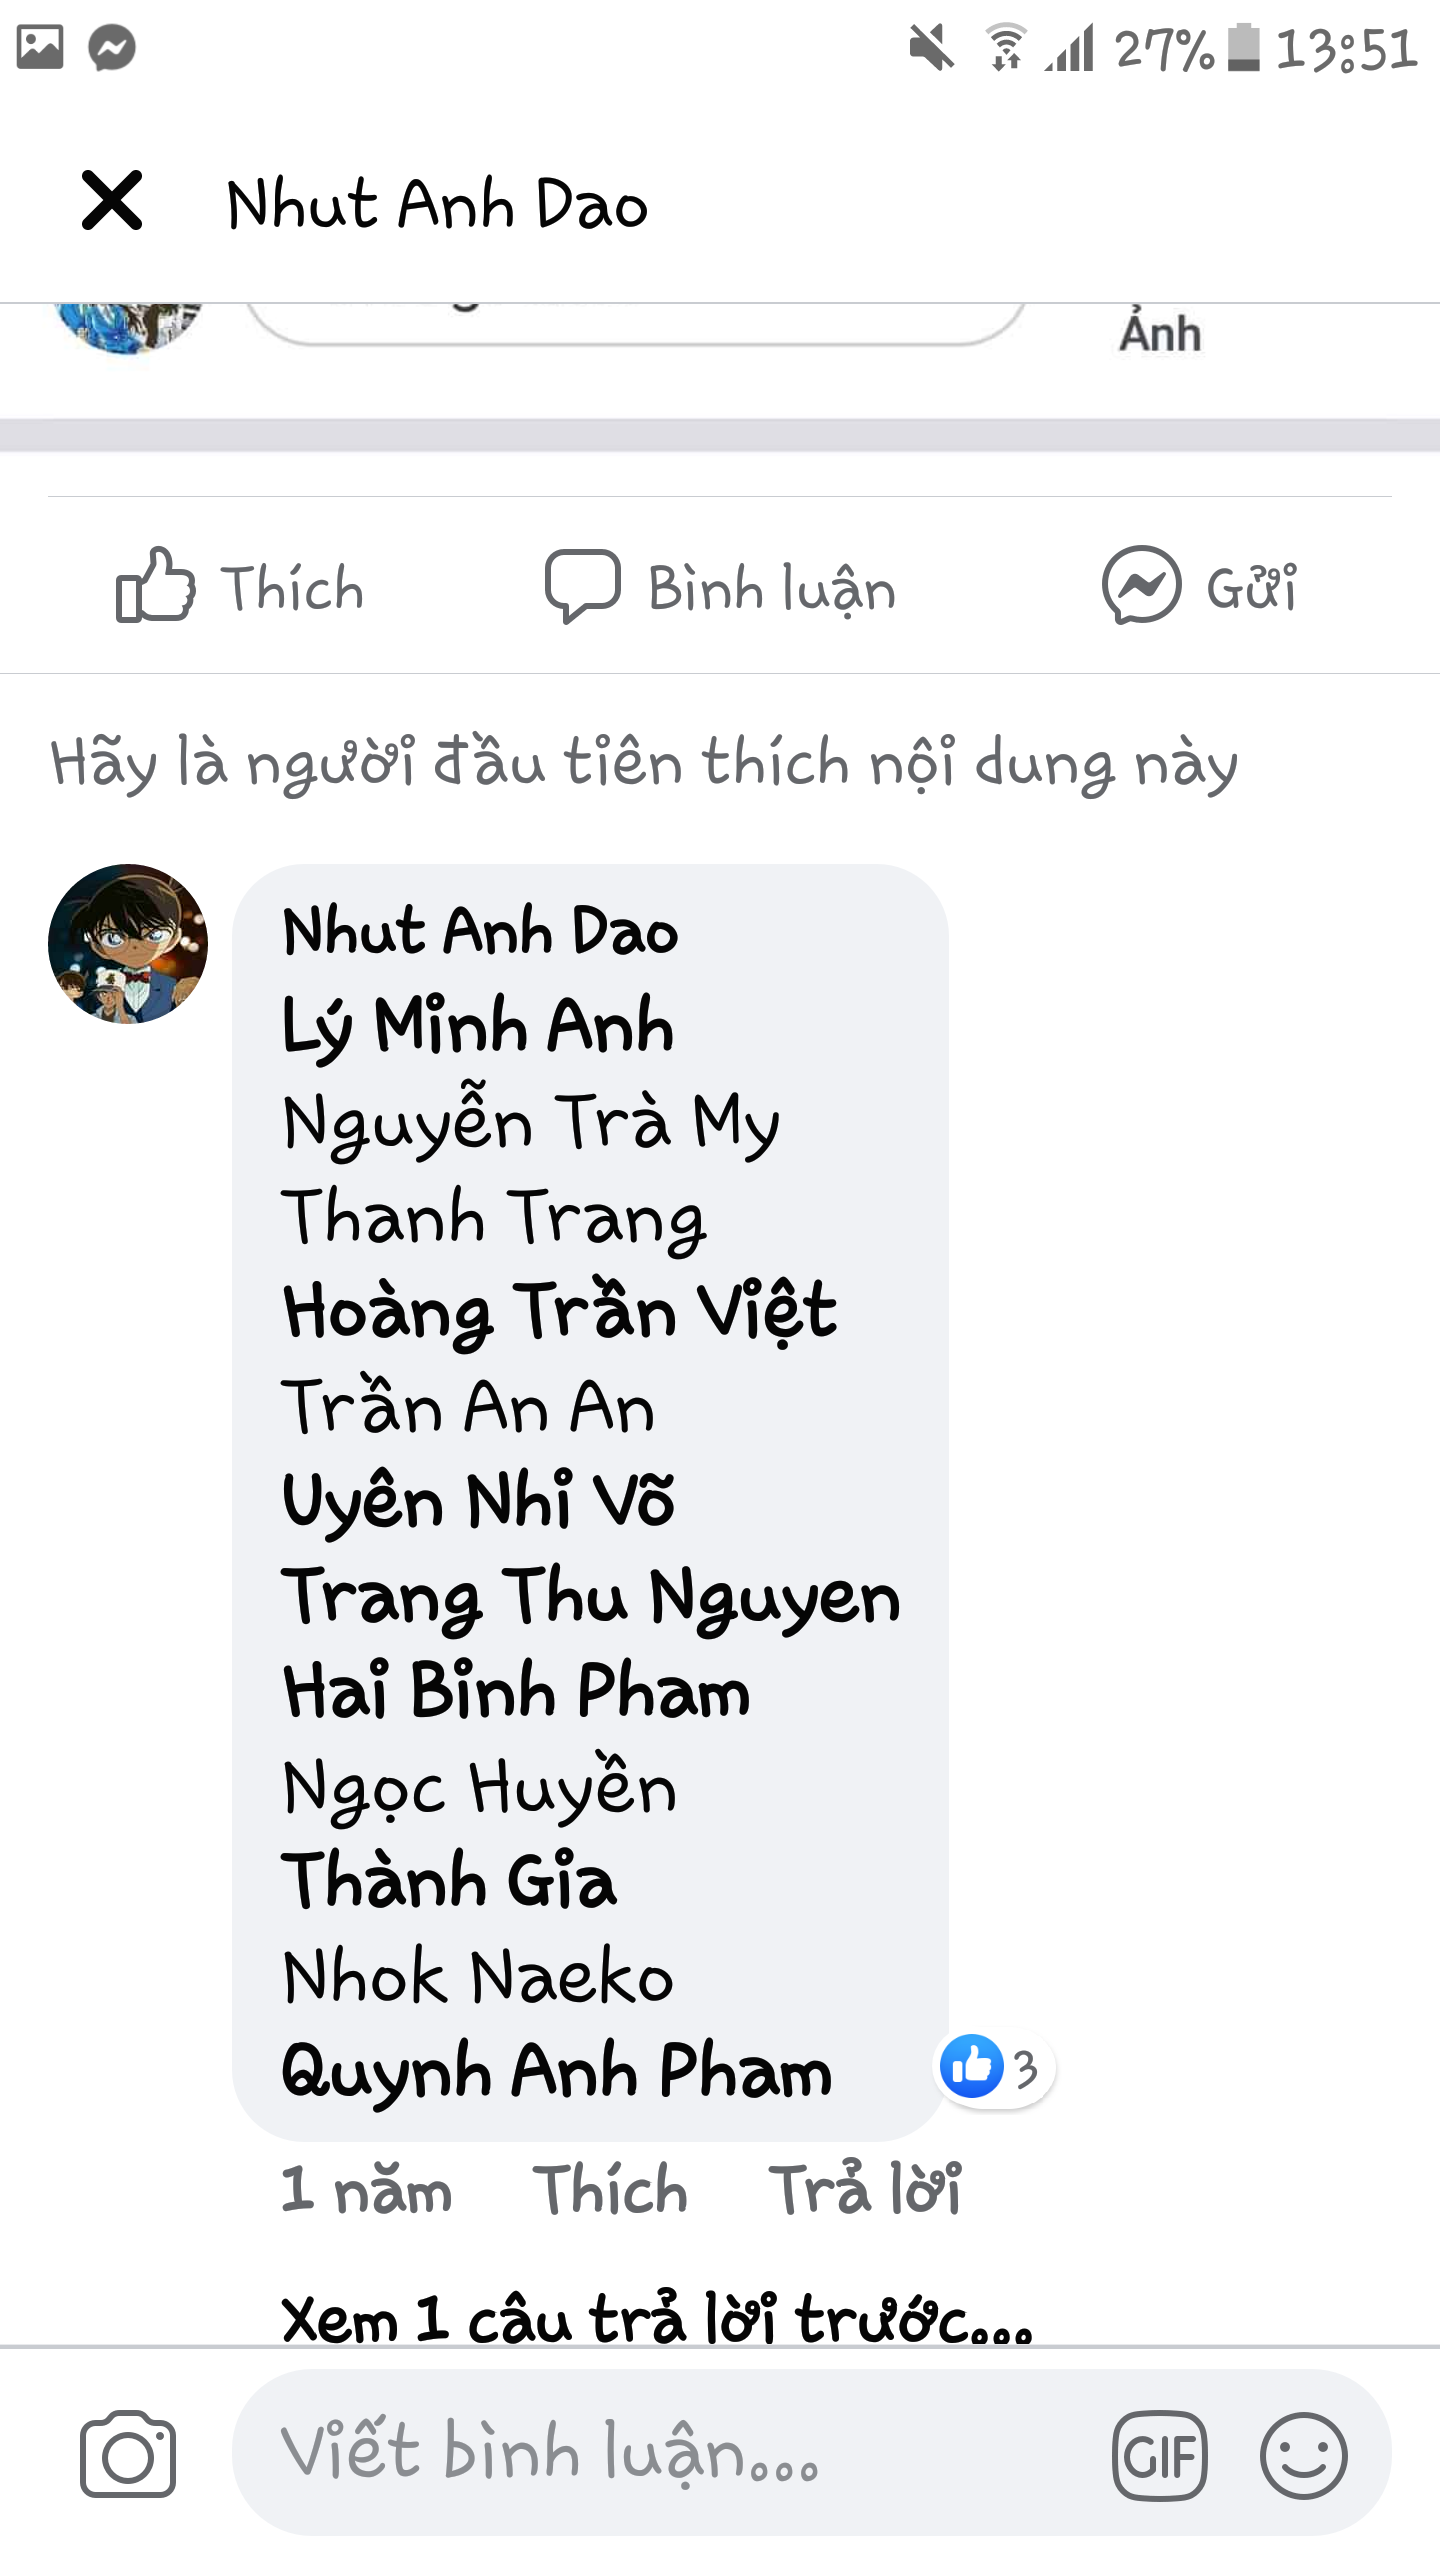 27% 13:51
Nhut Anh Dao
Ảnh
Thích Bình luận Gửi
Hãy là người đầu tiên thích nội dung này
Nhut Anh Dao
Lý Minh Anh
Nguyễn Trà My
Thanh Trang
Hoàng Trần Việt
Trần An An
Uyên Nhi Võ
Trang Thu Nguyen
Hai Binh Pham
Ngọc Huyền
Thành Gia
Nhok Naeko
Quynh Anh Pham
3
1 năm Thích Trả lời
Xem 1 câu trả lời trước...
Viết bình luận...
GIF